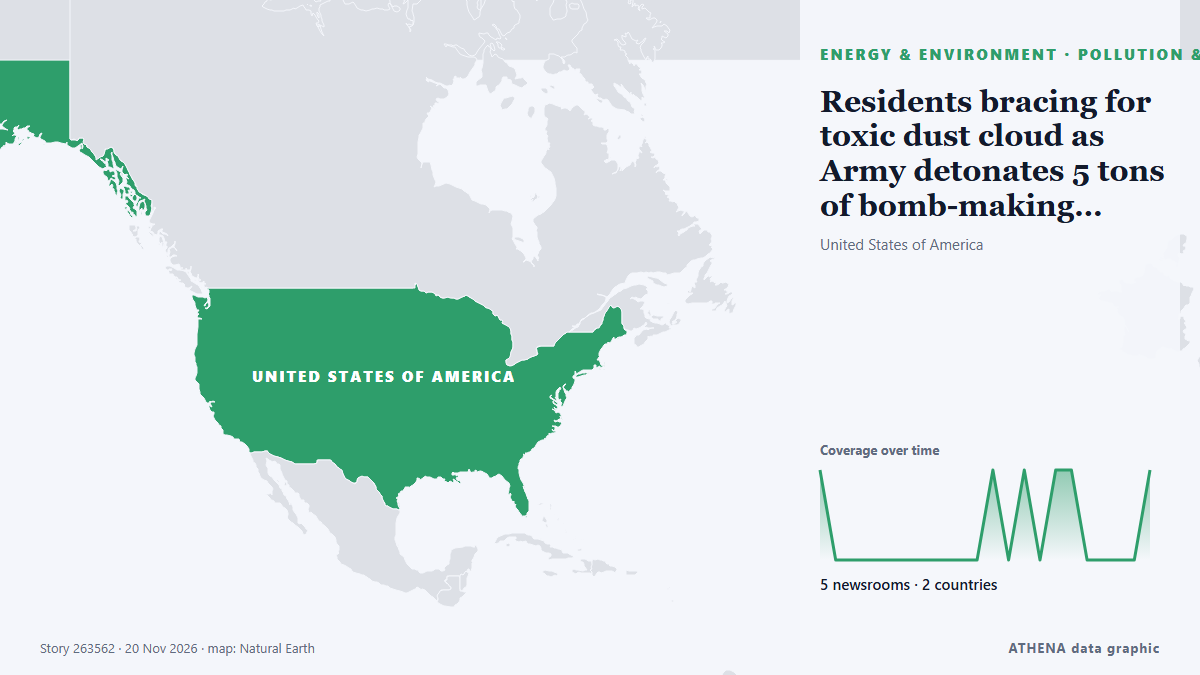 ENERGY & ENVIRONMENT · POLLUTION &
Residents bracing for
toxic dust cloud as
Army detonates 5 tons
of bomb-making...
United States of America
UNITED STATES OF AMERICA
Coverage over time
5 newsrooms · 2 countries
Story 263562 · 20 Nov 2026 · map: Natural Earth
ATHENA data graphic